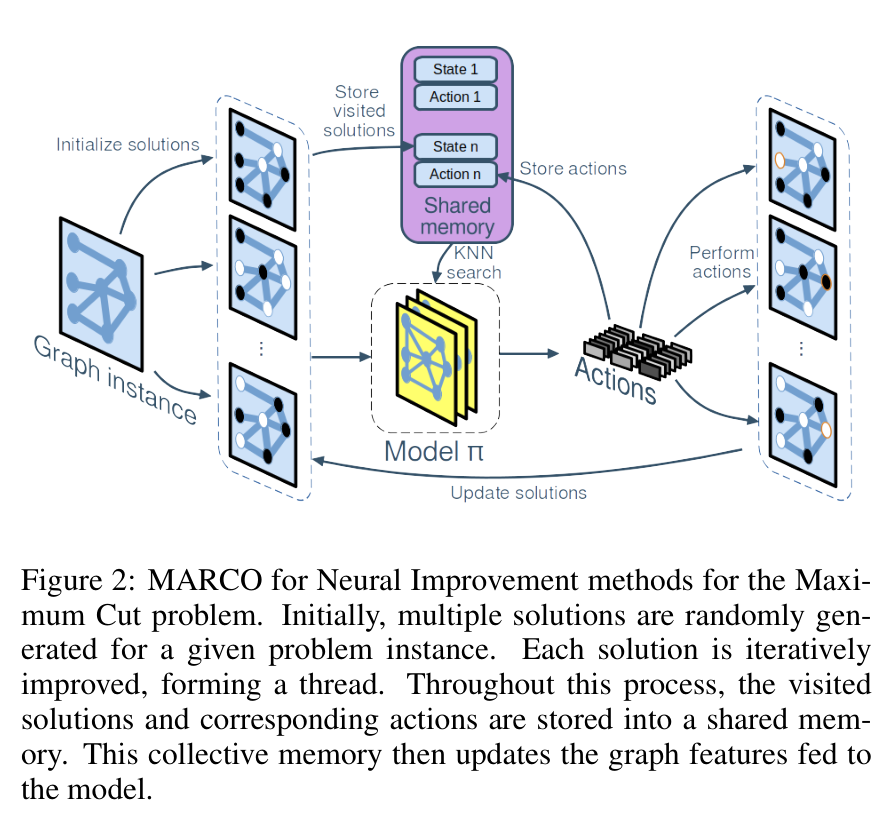 State 1
Action 1
Store
visited
solutions
Initialize solutions
State n
Action n
Store actions
Shared
memory
KNN
search
Perform
actions
Graph instance
Actions
Model π
Update solutions
Figure 2: MARCO for Neural Improvement methods for the Maxi-
mum Cut problem. Initially, multiple solutions are randomly gen-
erated for a given problem instance. Each solution is iteratively
improved, forming a thread. Throughout this process, the visited
solutions and corresponding actions are stored into a shared mem-
ory. This collective memory then updates the graph features fed to
the model.